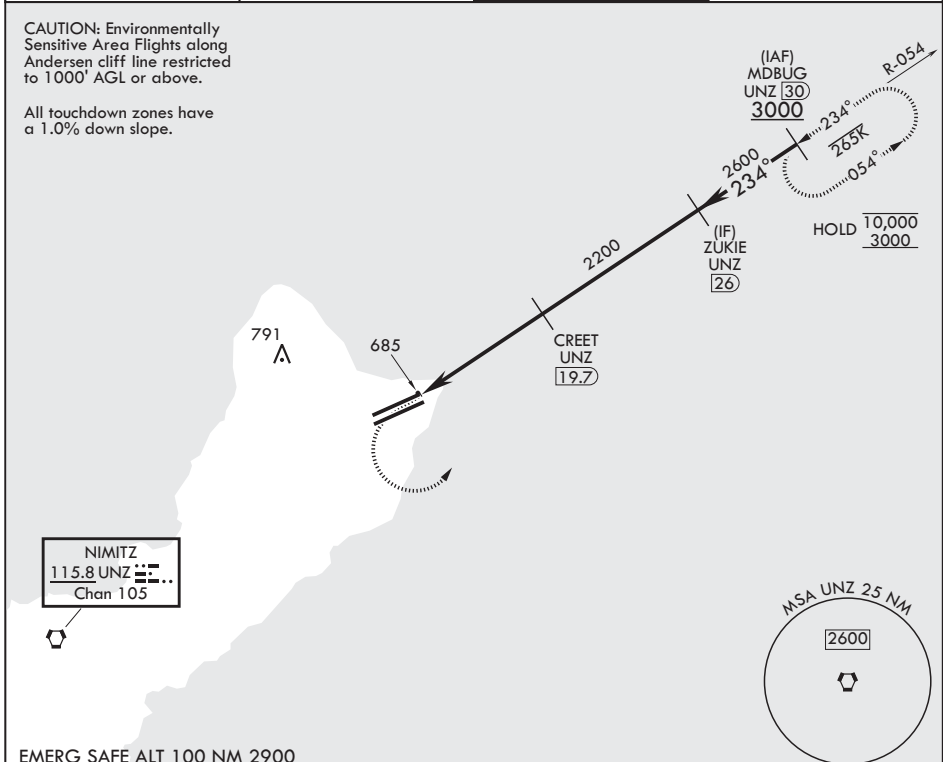 CAUTION: Environmentally
Sensitive Area Flights along
Andersen cliff line restricted
to 1000' AGL or above.
All touchdown zones have
a 1.0% down slope.
(IAF)
MDBUG
UNZ 30
3000
R-054
234°
265K
054°
2600
234°
HOLD 10,000
3000
(IF)
ZUKIE
UNZ
26
2200
CREET
UNZ
19.7
791
685
NIMITZ
115.8 UNZ
Chan 105
MSA UNZ 25 NM
2600
EMERG SAFE ALT 100 NM 2900